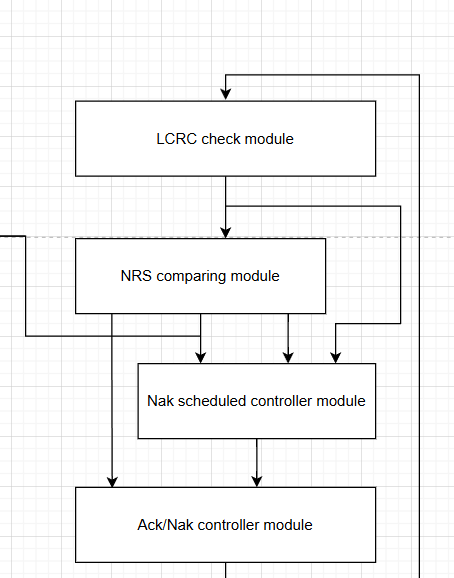 LCRC check module
NRS comparing module
Nak scheduled controller module
Ack/Nak controller module